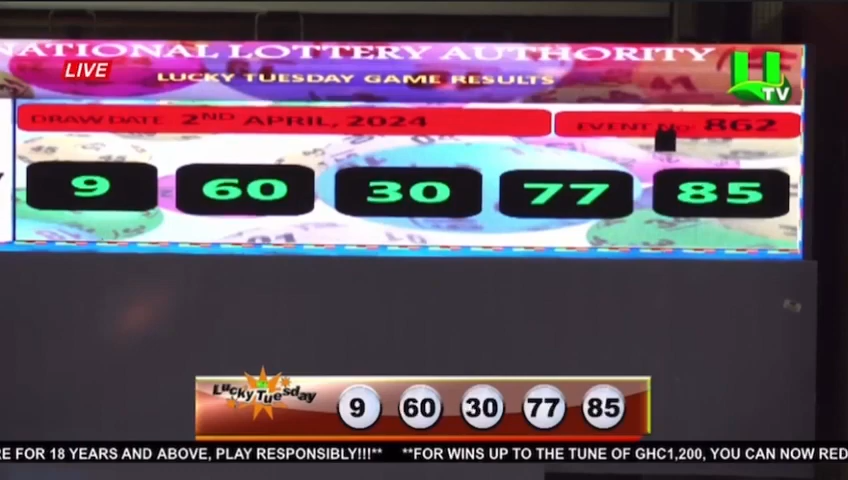 NATIONAL LOTTERY AUTHORITY
LIVE
U
TV
LUCKY TUESDAY GAME RESULTS
DRAW DATE 2ND APRIL, 2024
EVENT No: 862
9 60 30 77 85
Lucky Tuesday 9 60 30 77 85
E FOR 18 YEARS AND ABOVE, PLAY RESPONSIBLY!!!** **FOR WINS UP TO THE TUNE OF GHC1,200, YOU CAN NOW RED